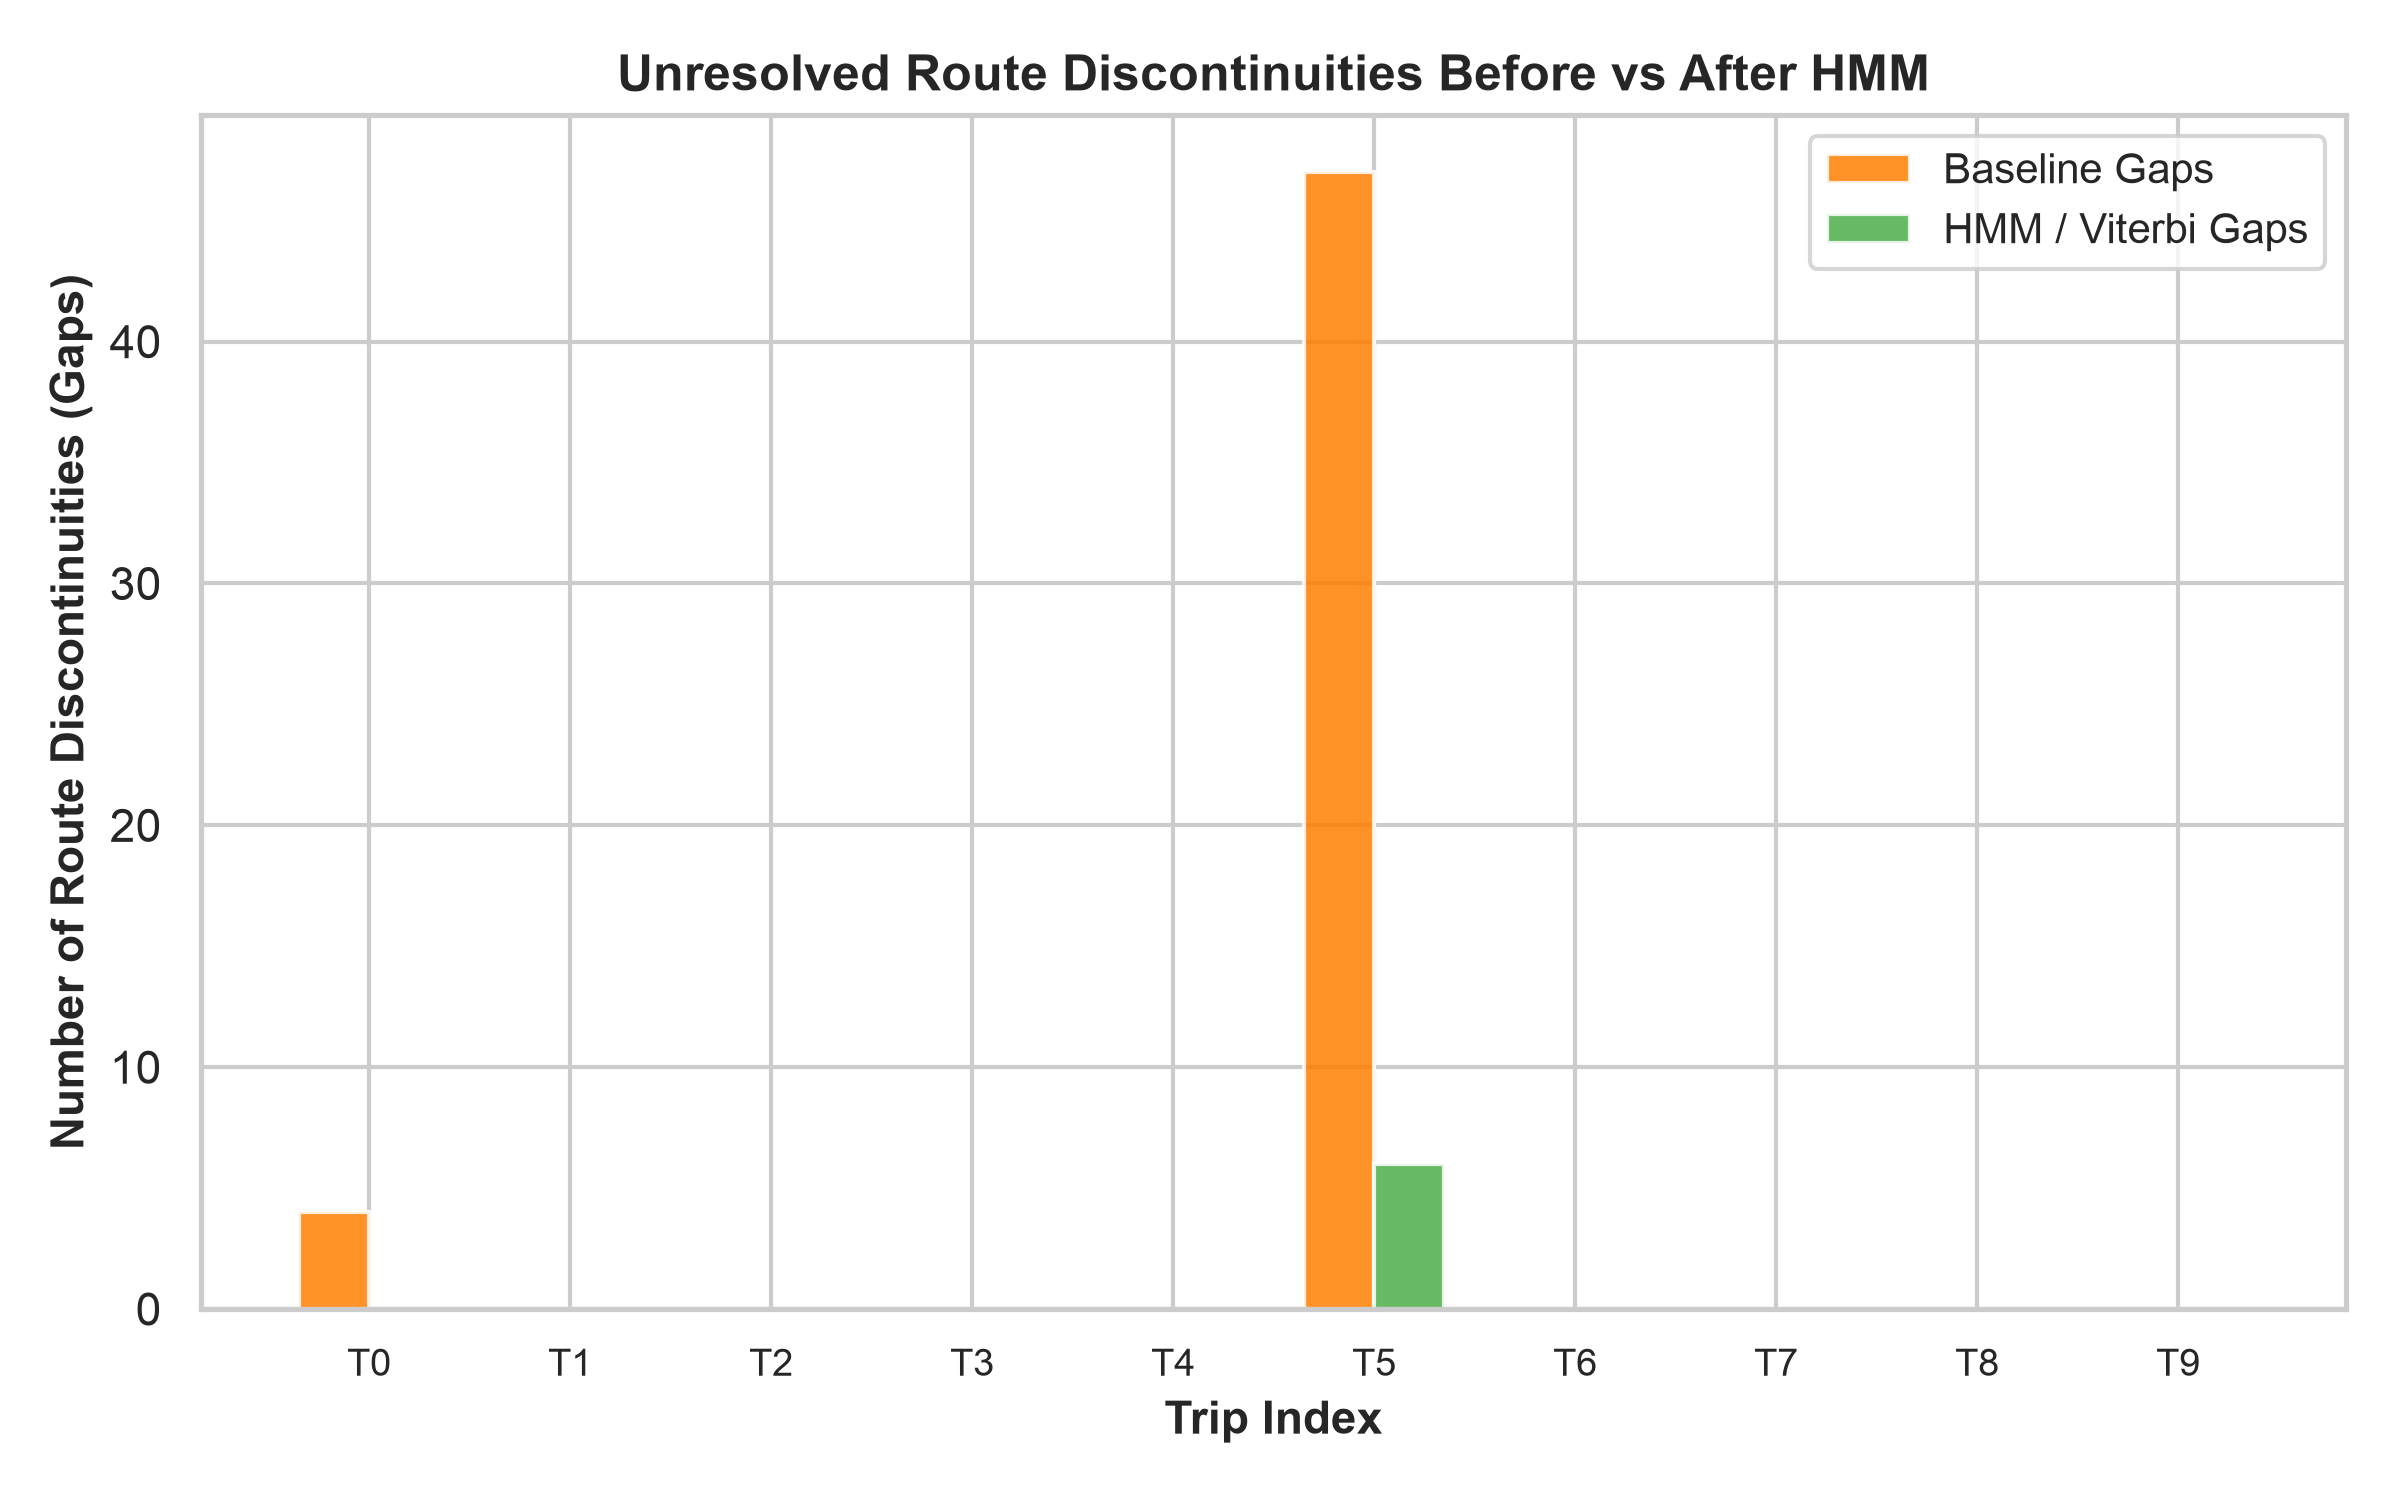 Unresolved Route Discontinuities Before vs After HMM
Baseline Gaps
HMM / Viterbi Gaps
Number of Route Discontinuities (Gaps)
40
30
20
10
0
T0 T1 T2 T3 T4 T5 T6 T7 T8 T9
Trip Index